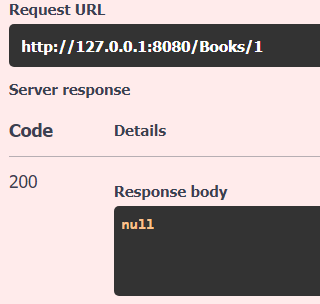 Request URL
http://127.0.0.1:8080/Books/1
Server response
Code Details
200
Response body
null